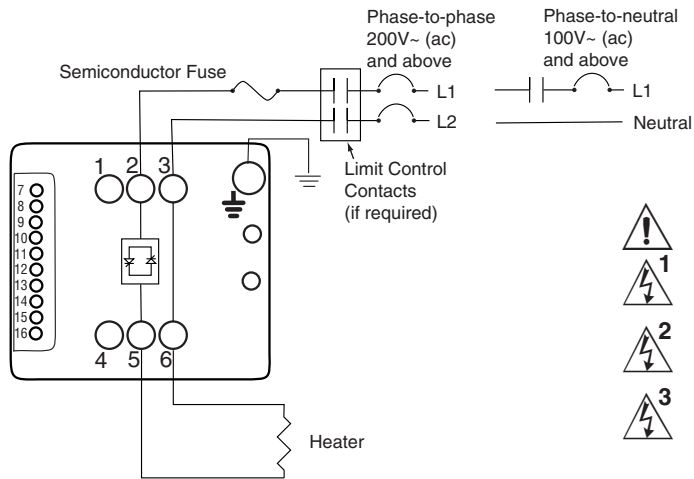 Phase-to-phase
200V~ (ac)
and above
Phase-to-neutral
100V~ (ac)
and above
Semiconductor Fuse
L1
L1
L2
Neutral
Limit Control
Contacts
(if required)
1 2 3
7
8
9
10
11
12
13
14
15
16
4 5 6
Heater
!
1
2
3